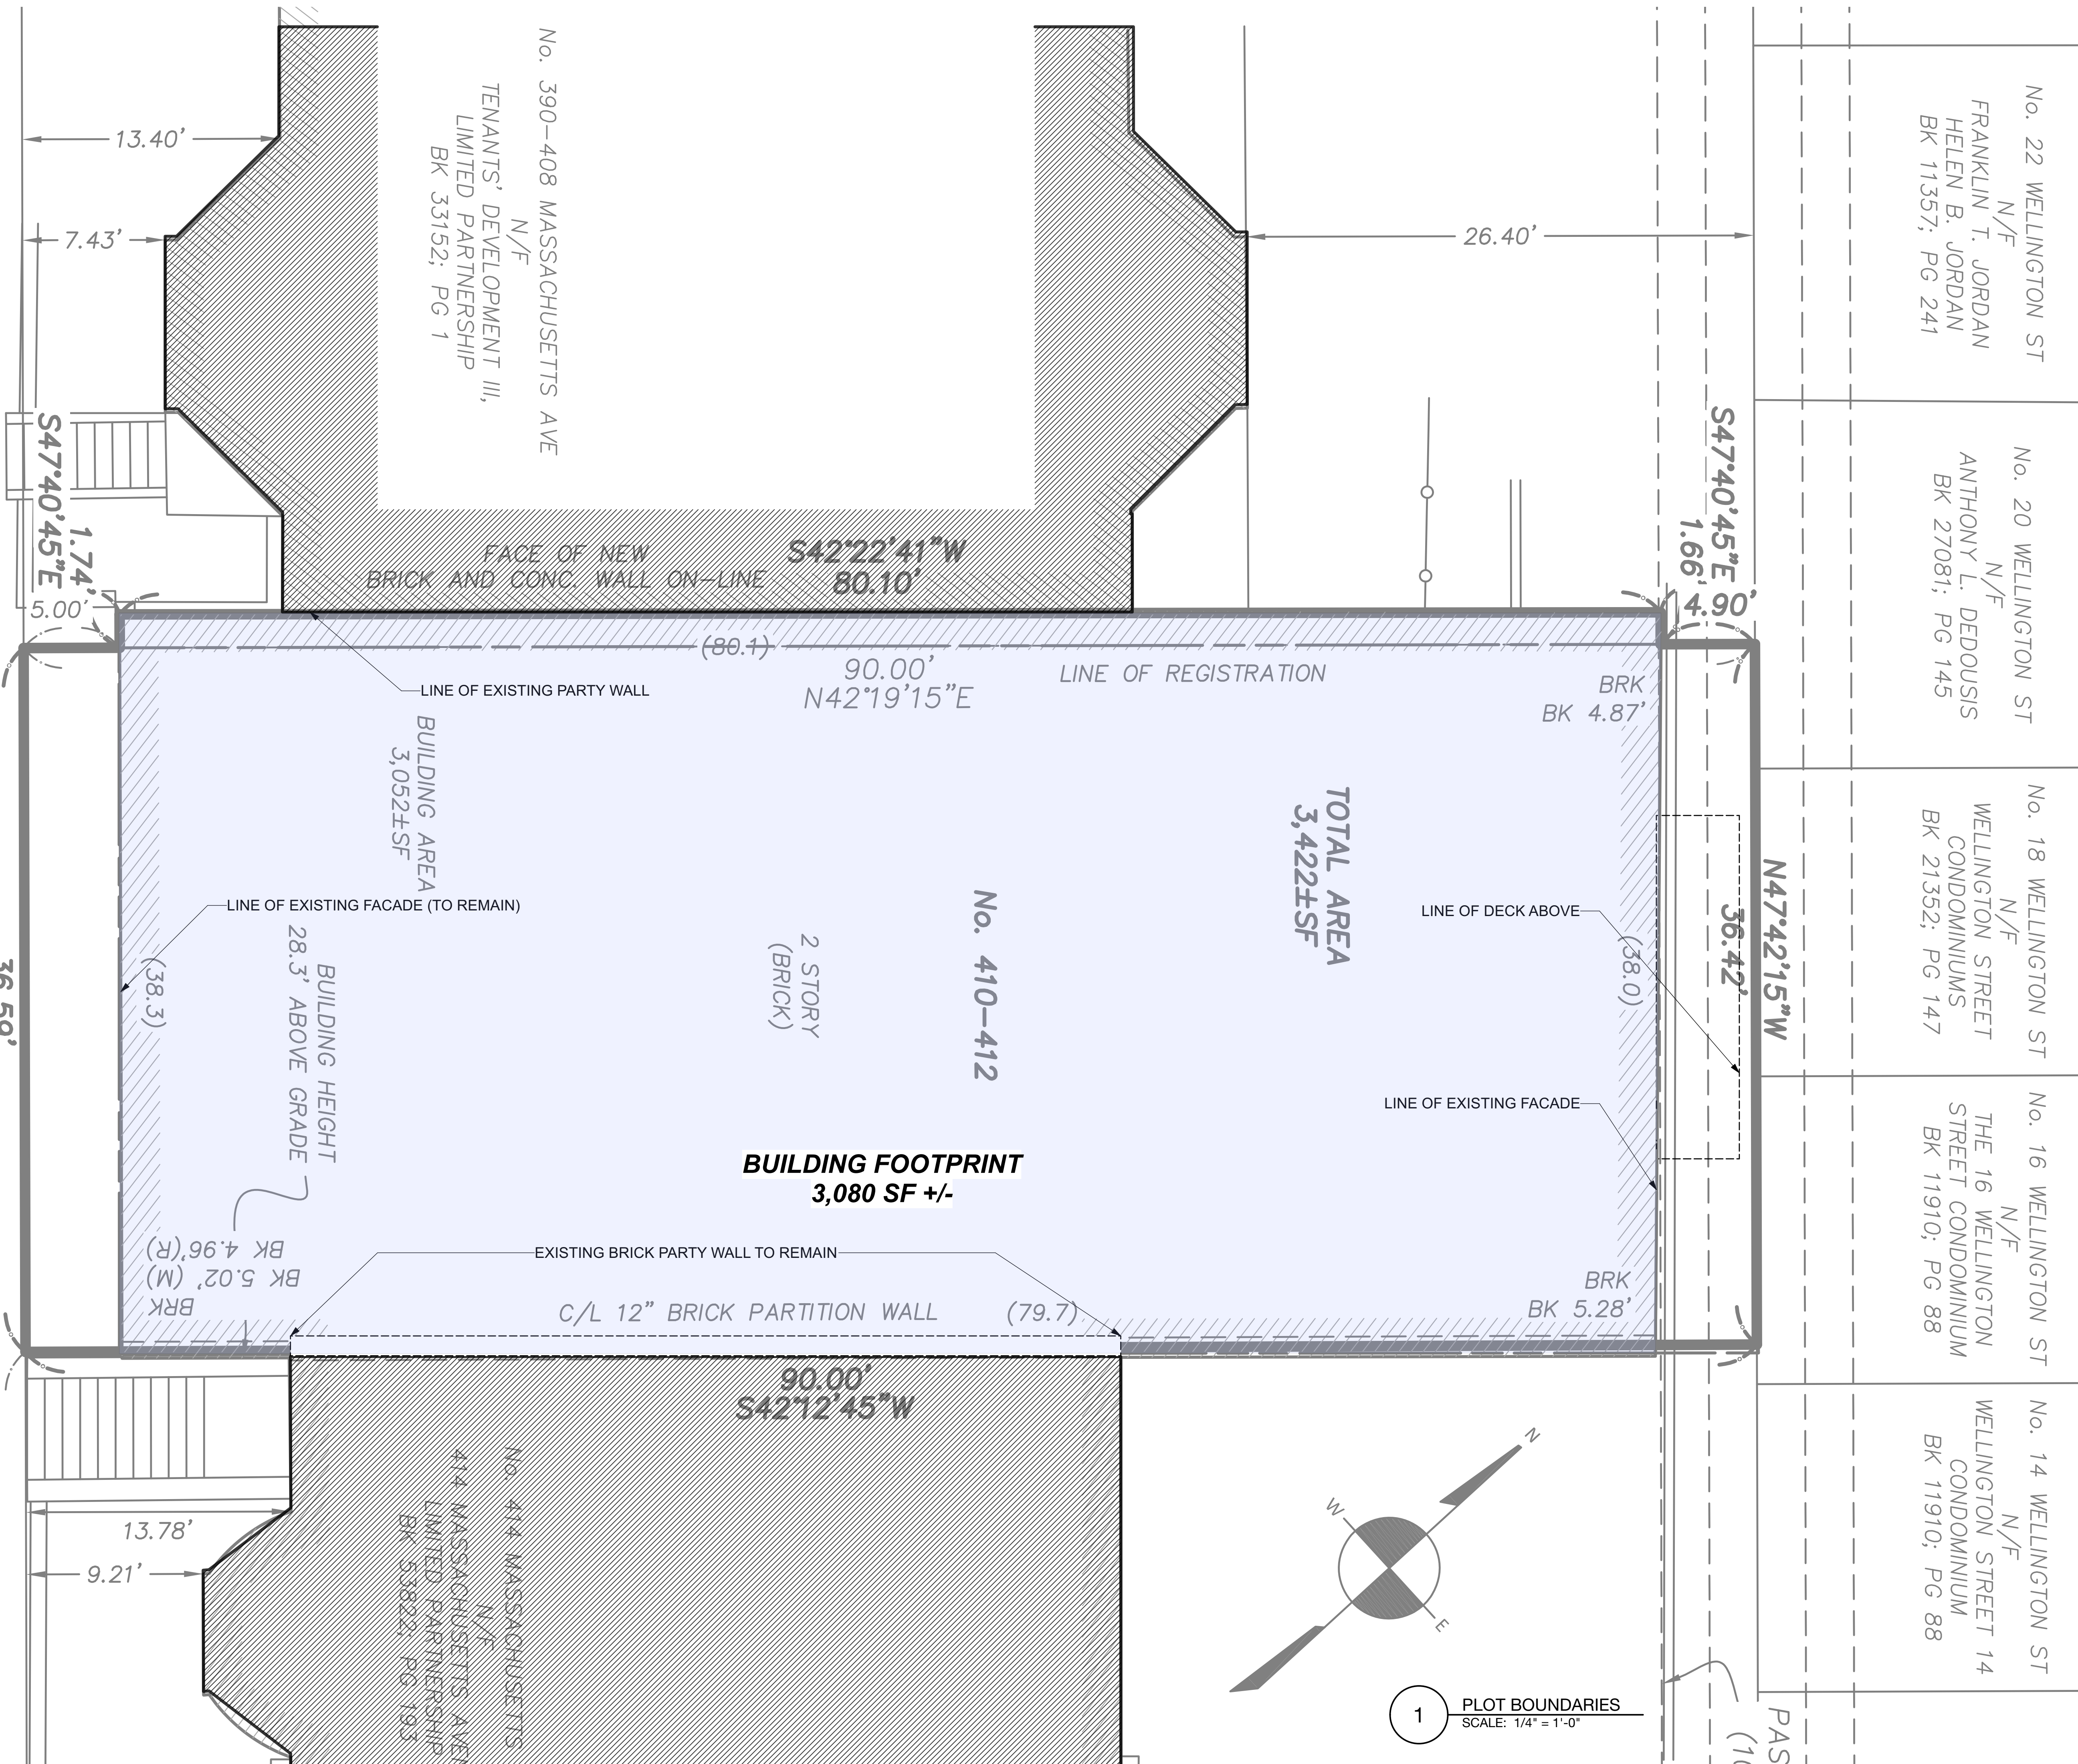 13.40'
7.43'
No. 390-408 MASSACHUSETTS AVE
N/F
TENANTS' DEVELOPMENT III,
LIMITED PARTNERSHIP
BK 33152; PG 1
26.40'
No. 22 WELLINGTON ST
N/F
FRANKLIN T. JORDAN
HELEN B. JORDAN
BK 11357; PG 241
S47°40'45"E
1.74'
5.00'
FACE OF NEW
BRICK AND CONC. WALL ON-LINE
S42°22'41"W
80.10'
S47°40'45"E
1.66'
4.90'
No. 20 WELLINGTON ST
N/F
ANTHONY L. DEDOUSIS
BK 27081; PG 145
(80.1)
90.00'
N42°19'15"E
LINE OF REGISTRATION
BRK
BK 4.87'
LINE OF EXISTING PARTY WALL
BUILDING AREA
3,052±SF
TOTAL AREA
3,422±SF
No. 18 WELLINGTON ST
N/F
WELLINGTON STREET
CONDOMINIUMS
BK 21352; PG 147
LINE OF EXISTING FACADE (TO REMAIN)
(38.3)
BUILDING HEIGHT
28.3' ABOVE GRADE
2 STORY
(BRICK)
No. 410-412
LINE OF DECK ABOVE
(38.0)
N47°42'15"W
36.42'
36.59'
LINE OF EXISTING FACADE
No. 16 WELLINGTON ST
N/F
THE 16 WELLINGTON
STREET CONDOMINIUM
BK 11910; PG 88
BUILDING FOOTPRINT
3,080 SF +/-
BRK
BK 5.02' (M)
BK 4.96'(R)
EXISTING BRICK PARTY WALL TO REMAIN
C/L 12" BRICK PARTITION WALL
(79.7)
BRK
BK 5.28'
90.00'
S42°12'45"W
13.78'
9.21'
No. 414 MASSACHUSETTS
N/F
414 MASSACHUSETTS AVEN
LIMITED PARTNERSHIP
BK 53822; PG 193
No. 14 WELLINGTON ST
N/F
WELLINGTON STREET 14
CONDOMINIUM
BK 11910; PG 88
N
W
E
1
PLOT BOUNDARIES
SCALE: 1/4" = 1'-0"
PAS